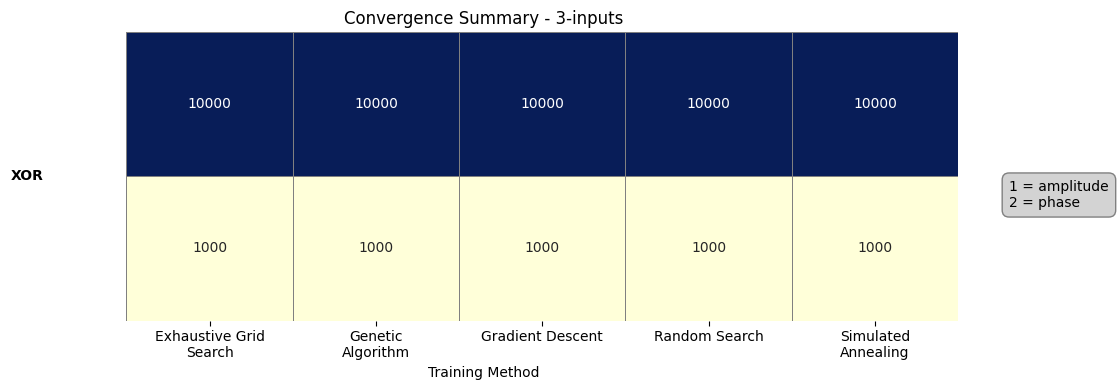 Convergence Summary - 3-inputs
10000 10000 10000 10000 10000
XOR
1 = amplitude
2 = phase
1000 1000 1000 1000 1000
Exhaustive Grid Search
Genetic Algorithm
Gradient Descent
Random Search
Simulated Annealing
Training Method